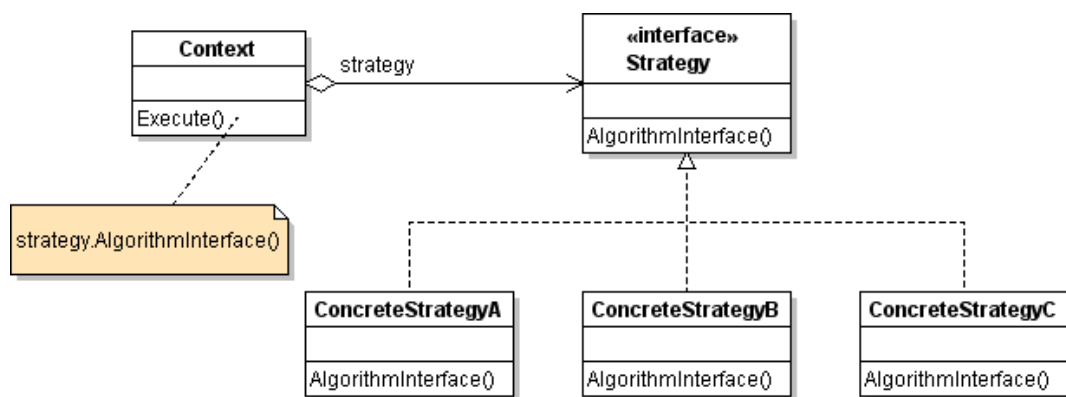 Context
Execute()
strategy
«interface»
Strategy
AlgorithmInterface()
strategy.AlgorithmInterface()
ConcreteStrategyA
AlgorithmInterface()
ConcreteStrategyB
AlgorithmInterface()
ConcreteStrategyC
AlgorithmInterface()